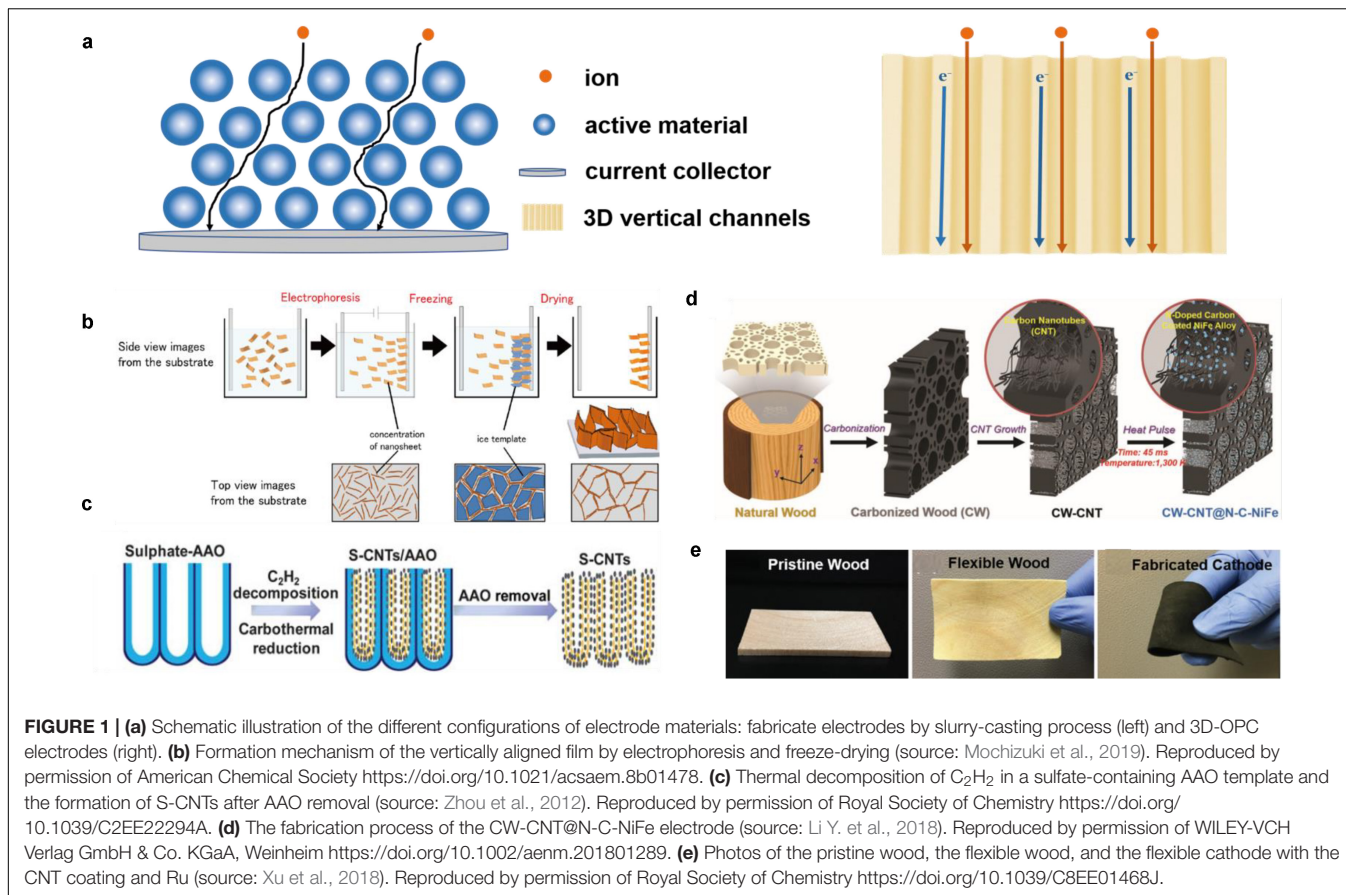 a
ion
active material
current collector
3D vertical channels
e⁻
e⁻
e⁻
b
Electrophoresis
Freezing
Drying
Side view images
from the substrate
concentration
of nanosheet
ice template
Top view images
from the substrate
c
Sulphate-AAO
C₂H₂
decomposition
Carbothermal
reduction
S-CNTs/AAO
AAO removal
S-CNTs
d
Carbon Nanotubes
(CNT)
N-Doped Carbon
Coated NiFe Alloy
Carbonization
CNT Growth
Heat Pulse
Time: 45 ms
Temperature:1,300 K
z
y
x
Natural Wood
Carbonized Wood (CW)
CW-CNT
CW-CNT@N-C-NiFe
e
Pristine Wood
Flexible Wood
Fabricated Cathode
FIGURE 1 | (a) Schematic illustration of the different configurations of electrode materials: fabricate electrodes by slurry-casting process (left) and 3D-OPC
electrodes (right). (b) Formation mechanism of the vertically aligned film by electrophoresis and freeze-drying (source: Mochizuki et al., 2019). Reproduced by
permission of American Chemical Society https://doi.org/10.1021/acsaem.8b01478. (c) Thermal decomposition of C₂H₂ in a sulfate-containing AAO template and
the formation of S-CNTs after AAO removal (source: Zhou et al., 2012). Reproduced by permission of Royal Society of Chemistry https://doi.org/
10.1039/C2EE22294A. (d) The fabrication process of the CW-CNT@N-C-NiFe electrode (source: Li Y. et al., 2018). Reproduced by permission of WILEY-VCH
Verlag GmbH & Co. KGaA, Weinheim https://doi.org/10.1002/aenm.201801289. (e) Photos of the pristine wood, the flexible wood, and the flexible cathode with the
CNT coating and Ru (source: Xu et al., 2018). Reproduced by permission of Royal Society of Chemistry https://doi.org/10.1039/C8EE01468J.